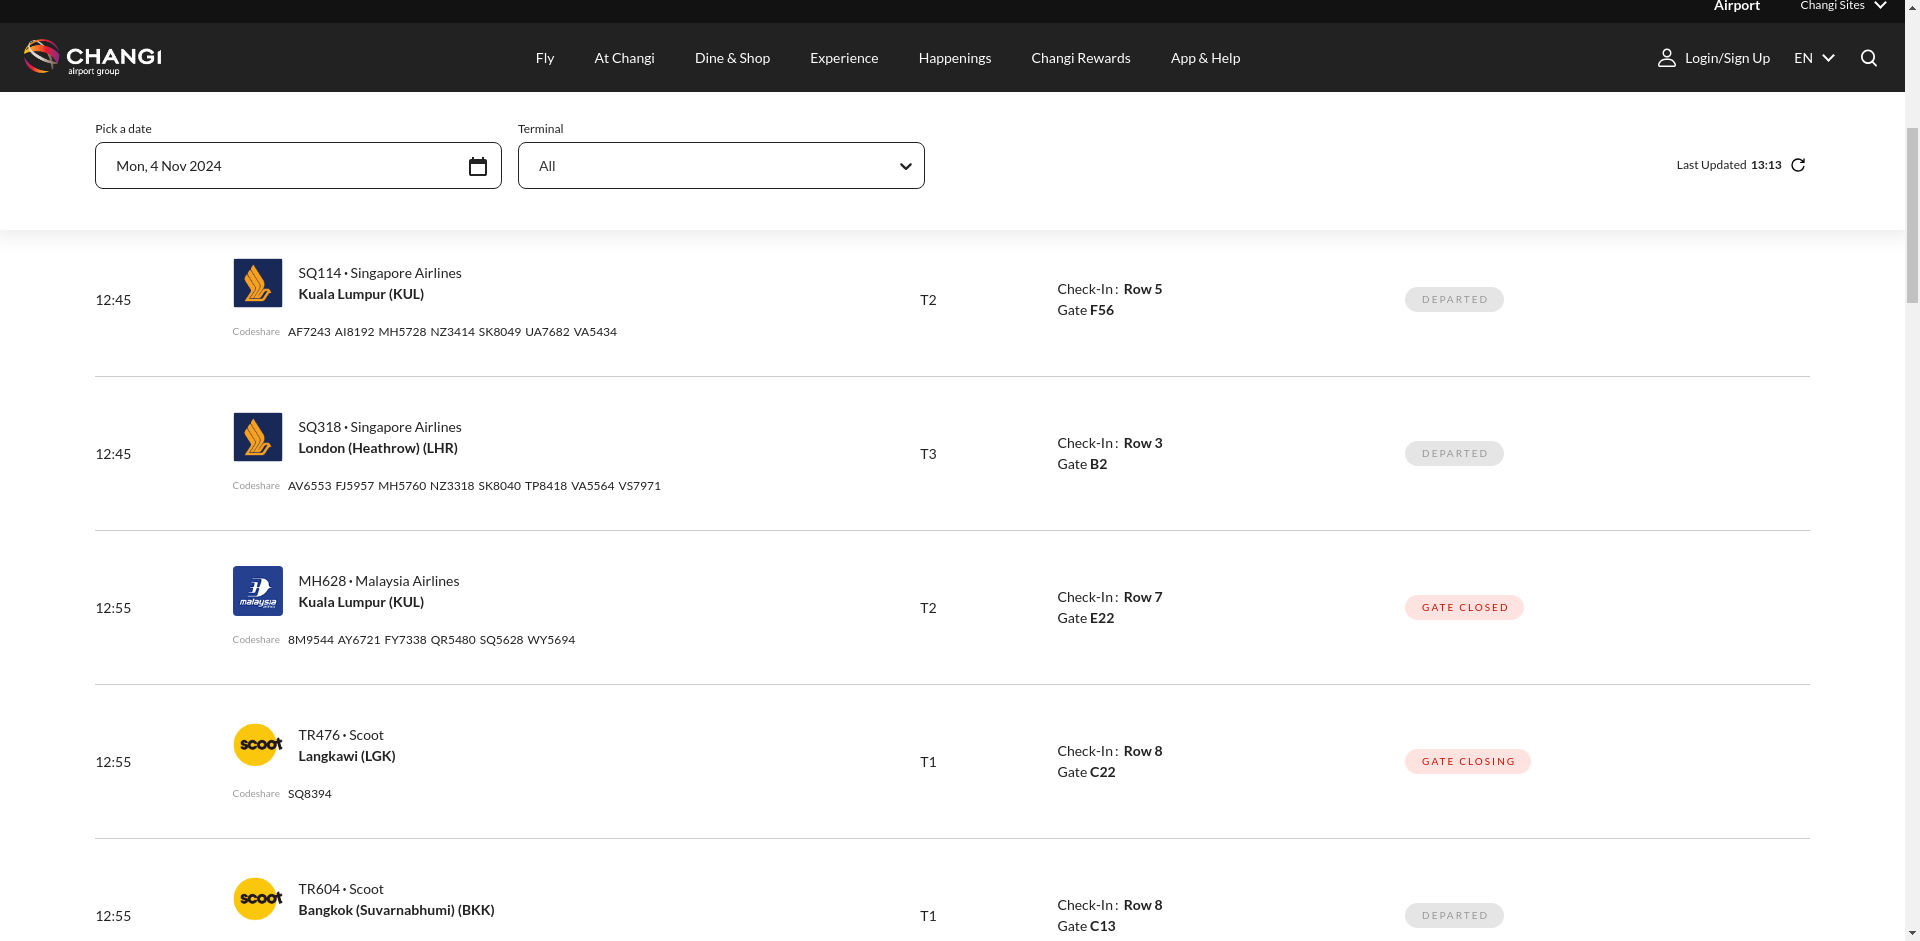 Airport
Changi Sites
CHANGI
airport group
Fly
At Changi
Dine & Shop
Experience
Happenings
Changi Rewards
App & Help
Login/Sign Up
EN
Pick a date
Mon, 4 Nov 2024
Terminal
All
Last Updated 13:13
12:45
SQ114 • Singapore Airlines
Kuala Lumpur (KUL)
Codeshare AF7243 AI8192 MH5728 NZ3414 SK8049 UA7682 VA5434
T2
Check-In : Row 5
Gate F56
DEPARTED
12:45
SQ318 • Singapore Airlines
London (Heathrow) (LHR)
Codeshare AV6553 FJ5957 MH5760 NZ3318 SK8040 TP8418 VA5564 VS7971
T3
Check-In : Row 3
Gate B2
DEPARTED
12:55
malaysia
MH628 • Malaysia Airlines
Kuala Lumpur (KUL)
Codeshare 8M9544 AY6721 FY7338 QR5480 SQ5628 WY5694
T2
Check-In : Row 7
Gate E22
GATE CLOSED
12:55
scoot
TR476 • Scoot
Langkawi (LGK)
Codeshare SQ8394
T1
Check-In : Row 8
Gate C22
GATE CLOSING
12:55
scoot
TR604 • Scoot
Bangkok (Suvarnabhumi) (BKK)
T1
Check-In : Row 8
Gate C13
DEPARTED